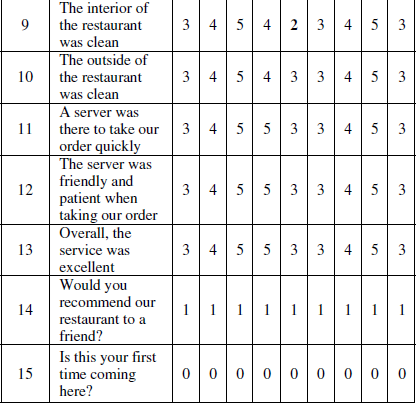 The interior of
9 the restaurant 3 4 5 4 2 3 4 5 3
was clean
The outside of
10 the restaurant 3 4 5 4 3 3 4 5 3
was clean
A server was
11 there to take our 3 4 5 5 3 3 4 5 3
order quickly
The server was
friendly and
12 patient when 3 4 5 5 3 3 4 5 3
taking our order
Overall, the
13 service was 3 4 5 5 3 3 4 5 3
excellent
Would you
recommend our
14 restaurant to a 1 1 1 1 1 1 1 1 1
friend?
Is this your first
15 time coming 0 0 0 0 0 0 0 0 0
here?